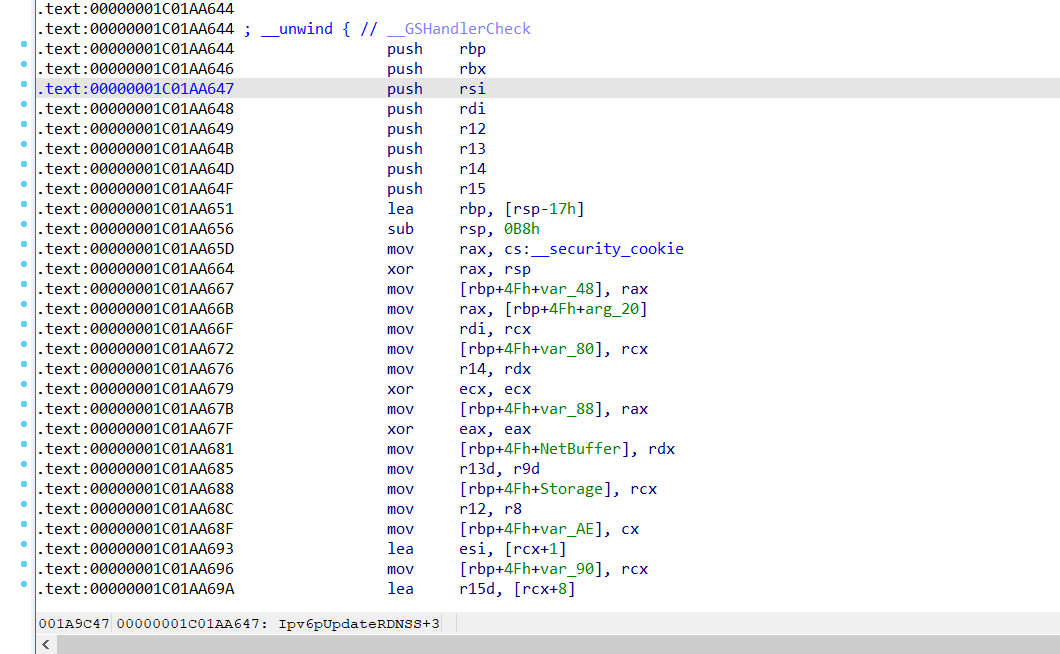 .text:00000001C01AA644
.text:00000001C01AA644 ; __unwind { // __GSHandlerCheck
.text:00000001C01AA644 push rbp
.text:00000001C01AA646 push rbx
.text:00000001C01AA647 push rsi
.text:00000001C01AA648 push rdi
.text:00000001C01AA649 push r12
.text:00000001C01AA64B push r13
.text:00000001C01AA64D push r14
.text:00000001C01AA64F push r15
.text:00000001C01AA651 lea rbp, [rsp-17h]
.text:00000001C01AA656 sub rsp, 0B8h
.text:00000001C01AA65D mov rax, cs:__security_cookie
.text:00000001C01AA664 xor rax, rsp
.text:00000001C01AA667 mov [rbp+4Fh+var_48], rax
.text:00000001C01AA66B mov rax, [rbp+4Fh+arg_20]
.text:00000001C01AA66F mov rdi, rcx
.text:00000001C01AA672 mov [rbp+4Fh+var_80], rcx
.text:00000001C01AA676 mov r14, rdx
.text:00000001C01AA679 xor ecx, ecx
.text:00000001C01AA67B mov [rbp+4Fh+var_88], rax
.text:00000001C01AA67F xor eax, eax
.text:00000001C01AA681 mov [rbp+4Fh+NetBuffer], rdx
.text:00000001C01AA685 mov r13d, r9d
.text:00000001C01AA688 mov [rbp+4Fh+Storage], rcx
.text:00000001C01AA68C mov r12, r8
.text:00000001C01AA68F mov [rbp+4Fh+var_AE], cx
.text:00000001C01AA693 lea esi, [rcx+1]
.text:00000001C01AA696 mov [rbp+4Fh+var_90], rcx
.text:00000001C01AA69A lea r15d, [rcx+8]
001A9C47 00000001C01AA647: Ipv6pUpdateRDNSS+3